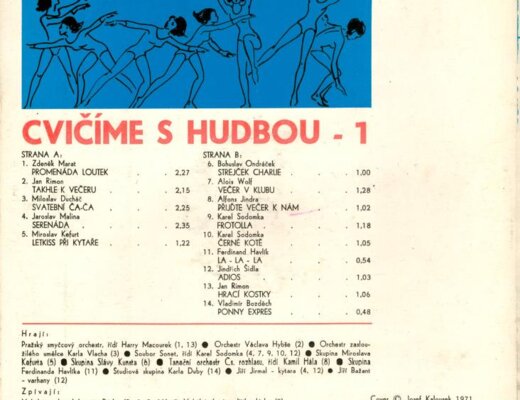 CVIČÍME S HUDBOU - 1
STRANA A:
1. Zdeněk Marat
PROMENÁDA LOUTEK . . 2,27
2. Jan Rimon
TAKHLE K VEČERU . . 2,15
3. Miloslav Ducháč
SVATEBNÍ ČA-ČA . . 2,25
4. Jaroslav Malina
SERENÁDA . . . 2,35
5. Miroslav Kefurt
LETKISS PŘI KYTAŘE . . 1,22
STRANA B:
6. Bohuslav Ondráček
STREJČEK CHARLIE . . . 1,00
7. Alois Wolf
VEČER V KLUBU . . . 1,28
8. Alfons Jindra
PŘIJĎTE VEČER K NÁM . . 1,02
9. Karel Sodomka
FROTOLLA . . . . 1,18
10. Karel Sodomka
ČERNÉ KOTĚ . . . . 1,05
11. Ferdinand Havlík
LA - LA - LA . . . . 0,54
12. Jindřich Šidla
ADIOS . . . . . 1,03
13. Jan Rimon
HRACÍ KOSTKY . . . . 1,06
14. Vladimír Bozděch
PONNY EXPRES . . . . 0,48
Hrají:
Pražský smyčcový orchestr, řídí Harry Macourek (1, 13) ● Orchestr Václava Hybše (2) ● Orchestr zaslou-
žilého umělce Karla Vlacha (3) ● Soubor Sonet, řídí Karel Sodomka (4, 7, 9, 10, 12) ● Skupina Miroslava
Kefurta (5) ● Skupina Slávy Kunsta (6) ● Taneční orchestr Čs. rozhlasu, řídí Kamil Hála (8) ● Skupina
Ferdinanda Havlíka (11) ● Studiová skupina Karla Duby (14) ● Jiří Jirmal - kytara (4, 12) ● Jiří Bažant
- varhany (12)
Zpívají:
Cover © Josef Kalousek 1971